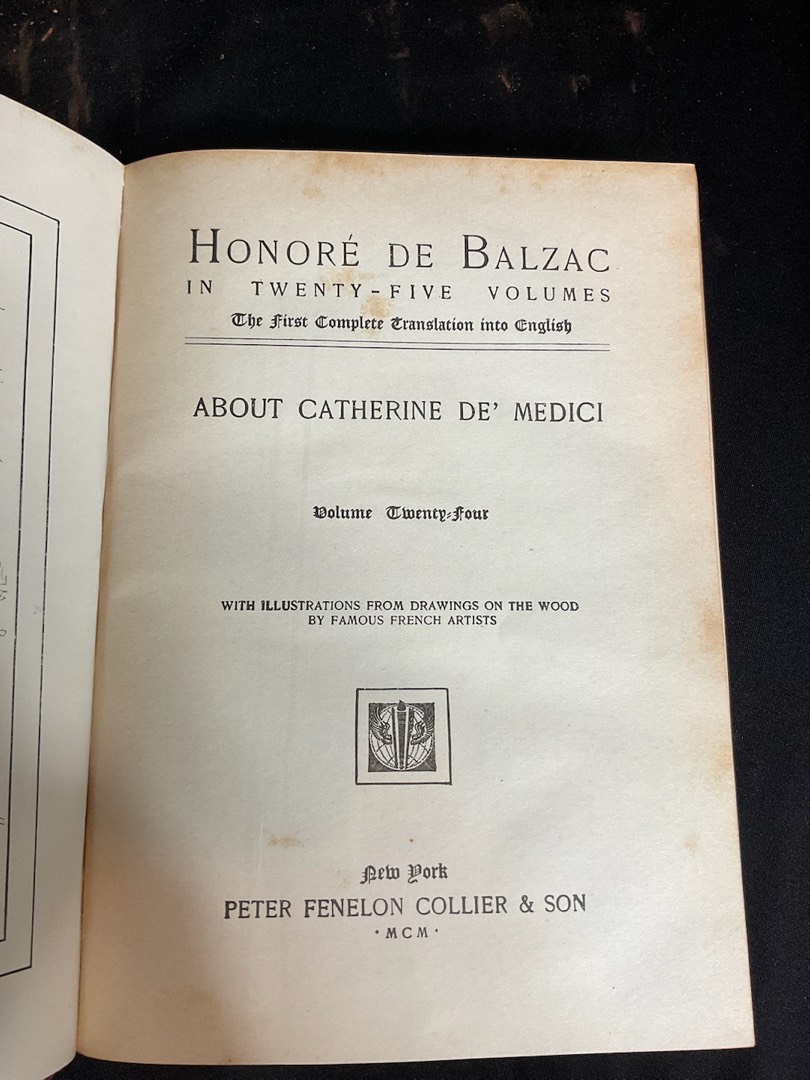 HONORÉ DE BALZAC
IN TWENTY-FIVE VOLUMES
The First Complete Translation into English
ABOUT CATHERINE DE' MEDICI
Volume Twenty-Four
WITH ILLUSTRATIONS FROM DRAWINGS ON THE WOOD
BY FAMOUS FRENCH ARTISTS
New York
PETER FENELON COLLIER & SON
·MCM·